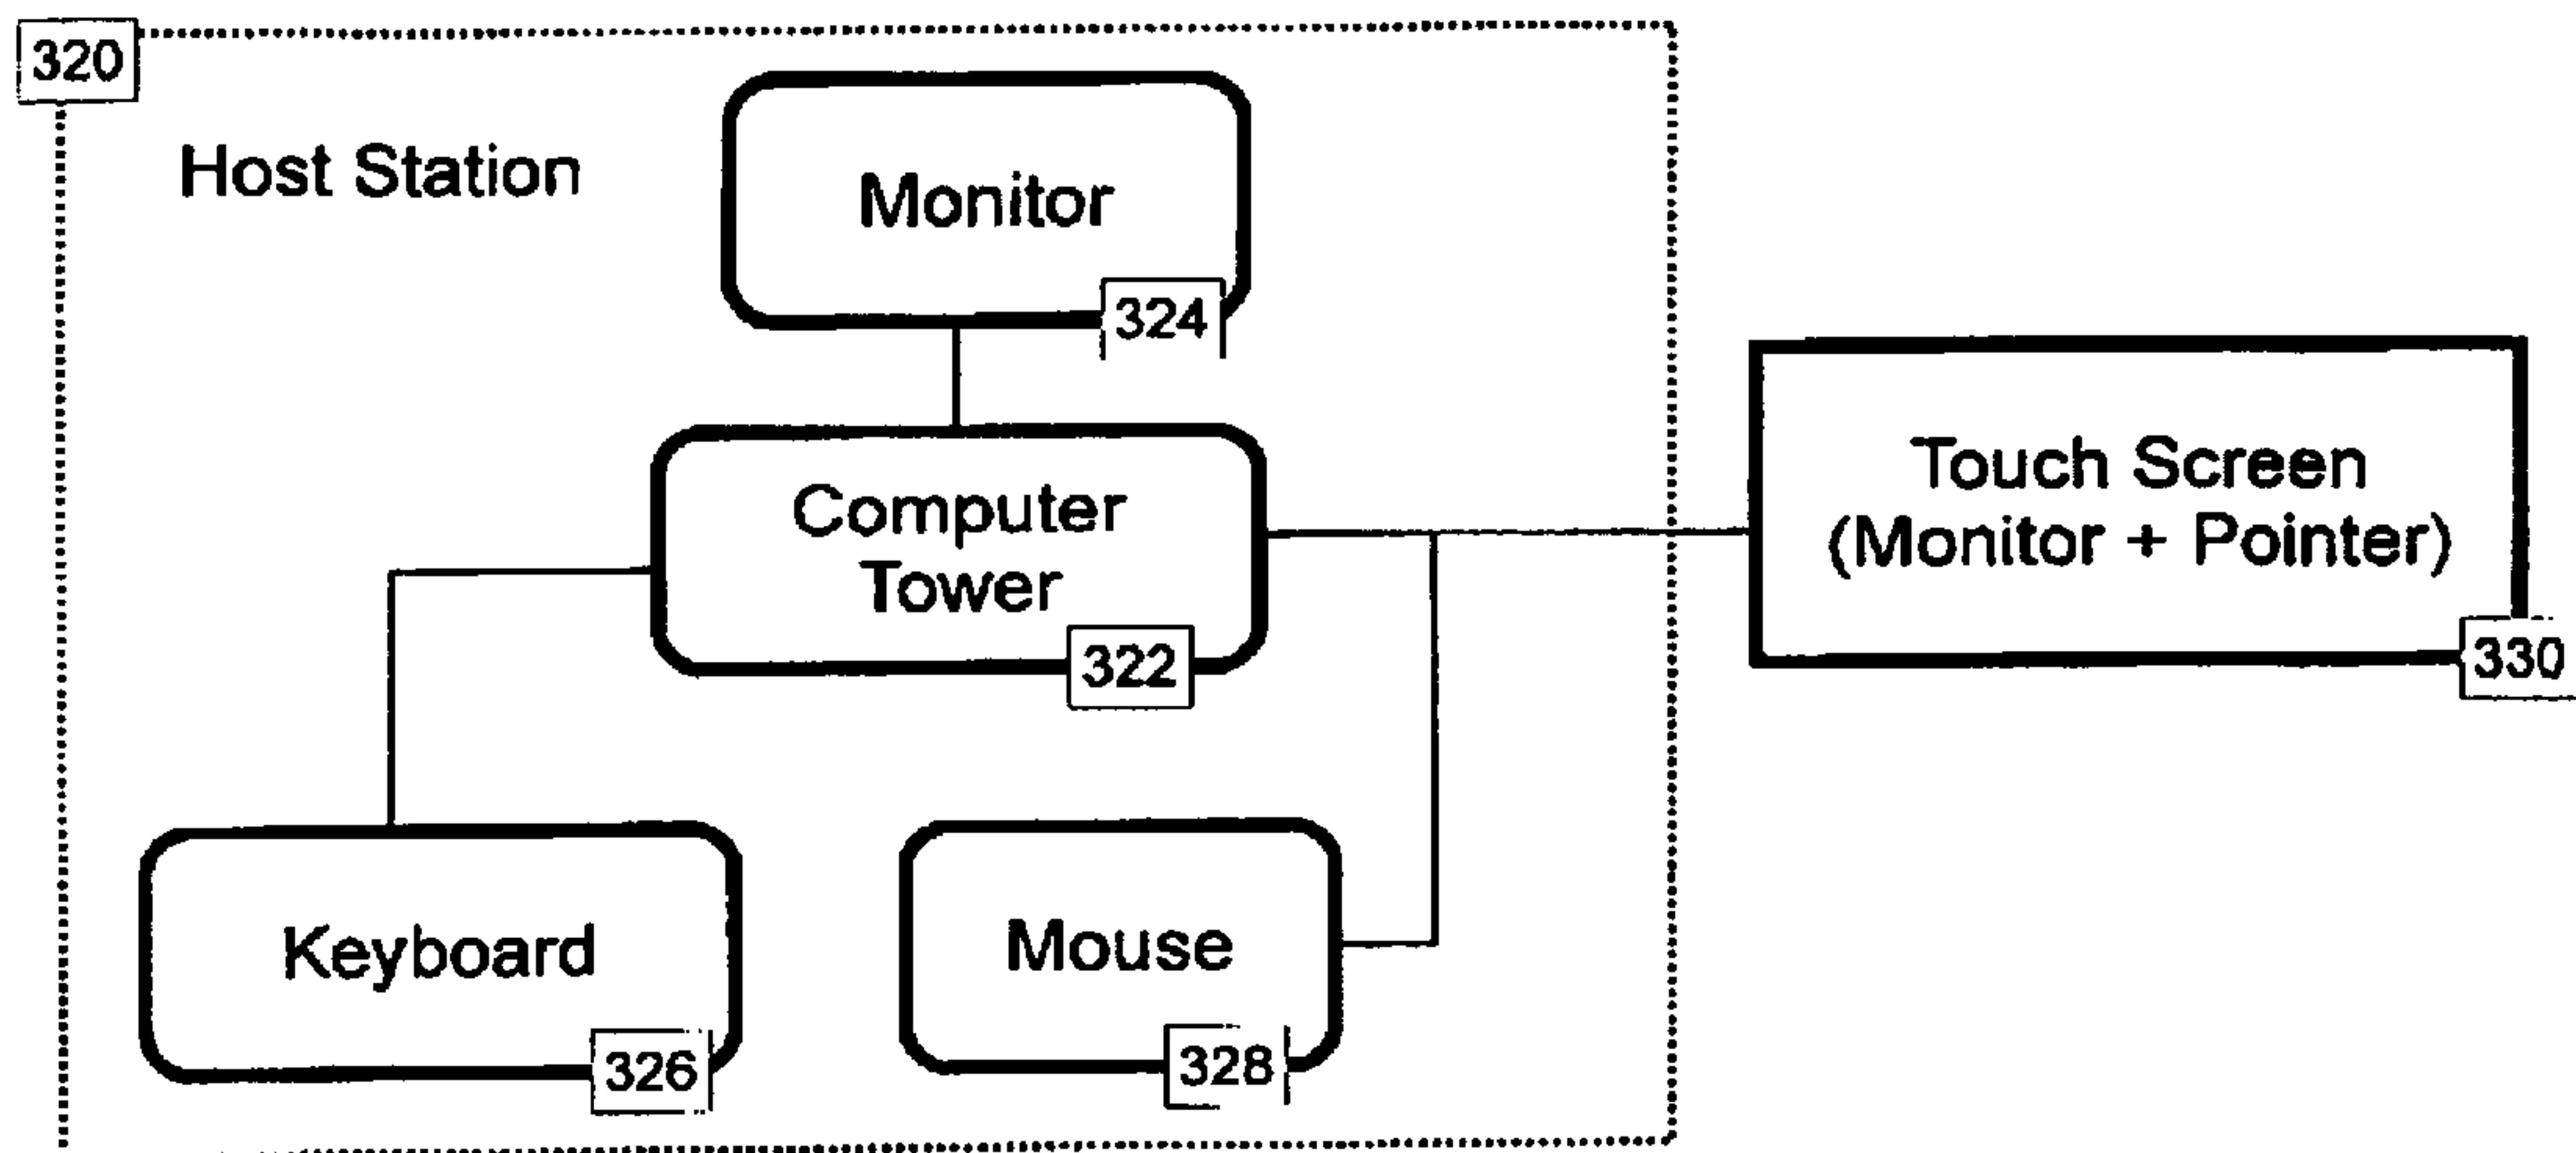 320
Host Station
Monitor
324
Computer
Tower
322
Touch Screen
(Monitor + Pointer)
330
Keyboard
326
Mouse
328